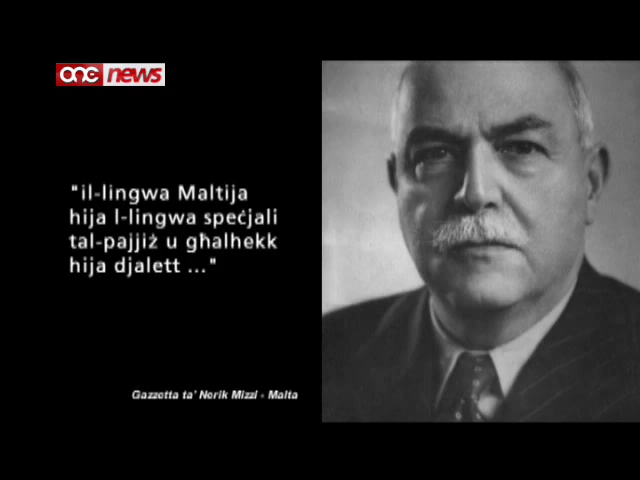 one news
"il-lingwa Maltija
hija l-lingwa speċjali
tal-pajjiż u għalhekk
hija djalett ..."
Gazzetta ta' Nerik Mizzi - Malta